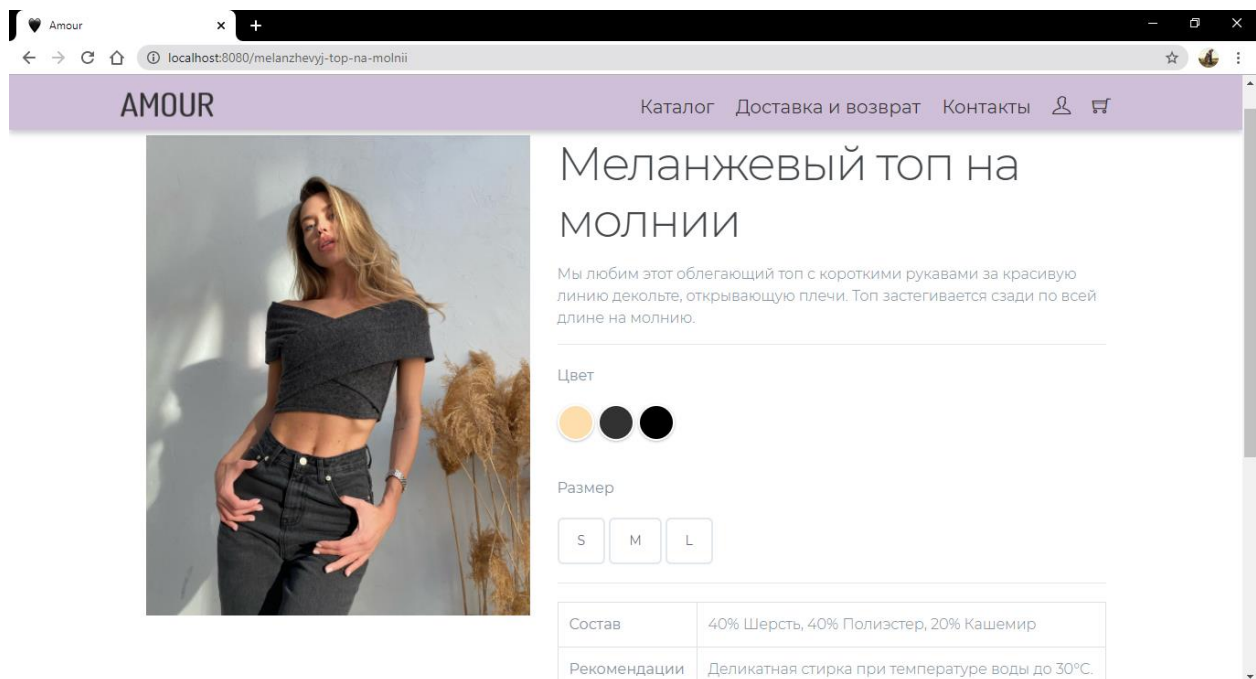 Amour
localhost:8080/melanzhevyj-top-na-molnii
AMOUR
Каталог Доставка и возврат Контакты
Меланжевый топ на
молнии
Мы любим этот облегающий топ с короткими рукавами за красивую
линию декольте, открывающую плечи. Топ застегивается сзади по всей
длине на молнию.
Цвет
Размер
S M L
Состав 40% Шерсть, 40% Полиэстер, 20% Кашемир
Рекомендации Деликатная стирка при температуре воды до 30°C.